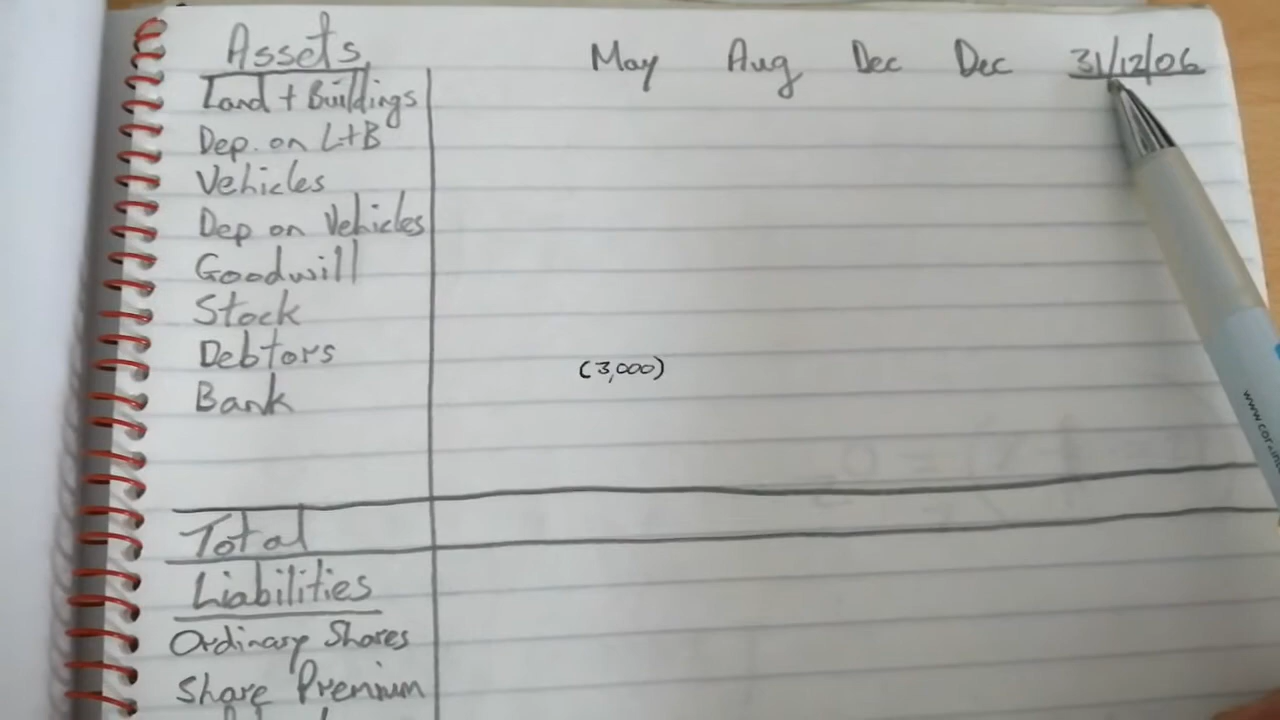 Assets May Aug Dec Dec 31/12/06
Land + Buildings
Dep. on L+B
Vehicles
Dep on Vehicles
Goodwill
Stock
Debtors (3,000)
Bank
Total
Liabilities
Ordinary Shares
Share Premium